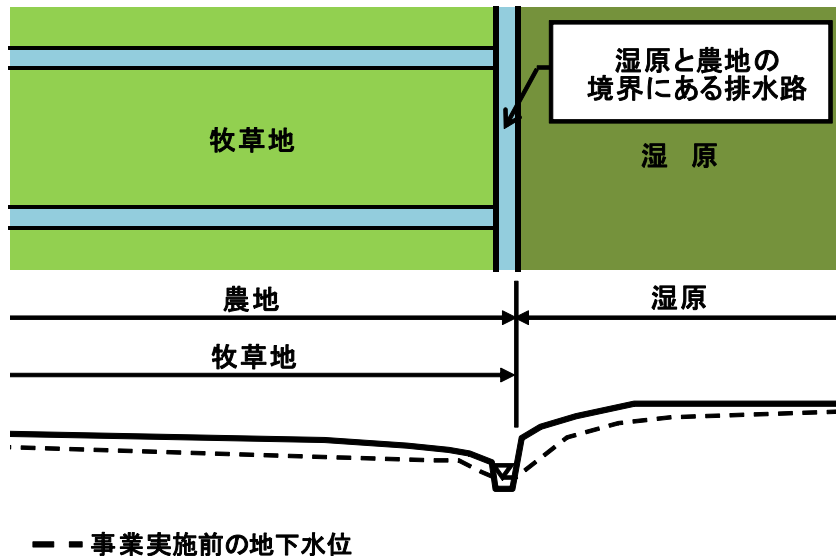 湿原と農地の
境界にある排水路
牧草地
湿 原
農地
湿原
牧草地
事業実施前の地下水位